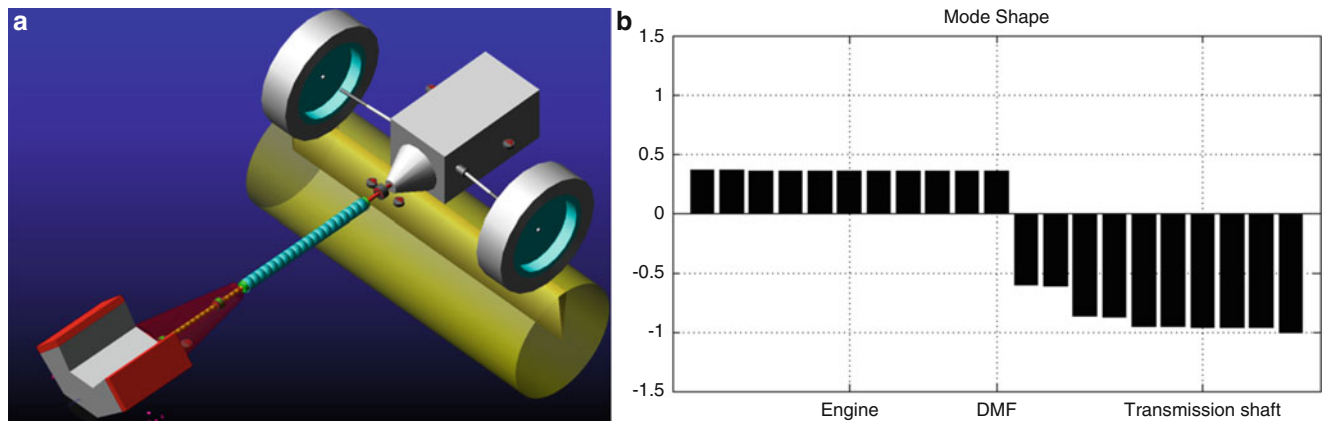 a
b
Mode Shape
1.5
1
0.5
0
-0.5
-1
-1.5
Engine
DMF
Transmission shaft